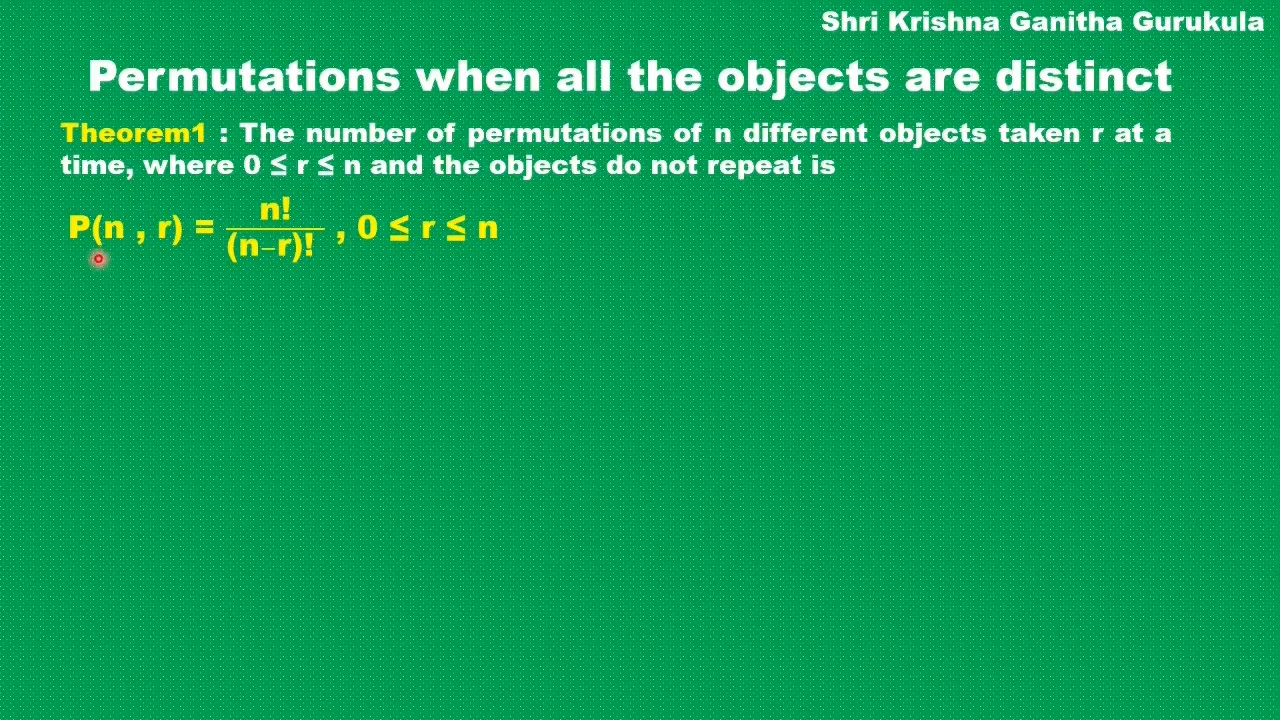 Shri Krishna Ganitha Gurukula
Permutations when all the objects are distinct
Theorem1 : The number of permutations of n different objects taken r at a
time, where 0 ≤ r ≤ n and the objects do not repeat is
P(n , r) = n!/(n−r)! , 0 ≤ r ≤ n